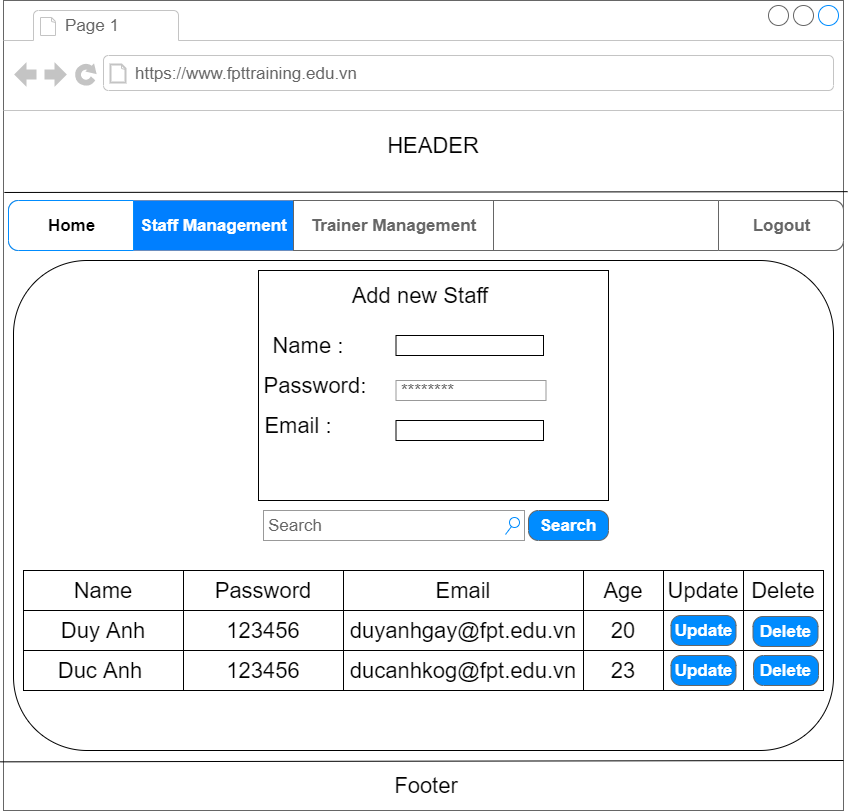 Page 1
https://www.fpttraining.edu.vn
HEADER
Home Staff Management Trainer Management Logout
Add new Staff
Name :
Password: ********
Email :
Search Search
Name Password Email Age Update Delete
Duy Anh 123456 duyanhgay@fpt.edu.vn 20 Update Delete
Duc Anh 123456 ducanhkog@fpt.edu.vn 23 Update Delete
Footer